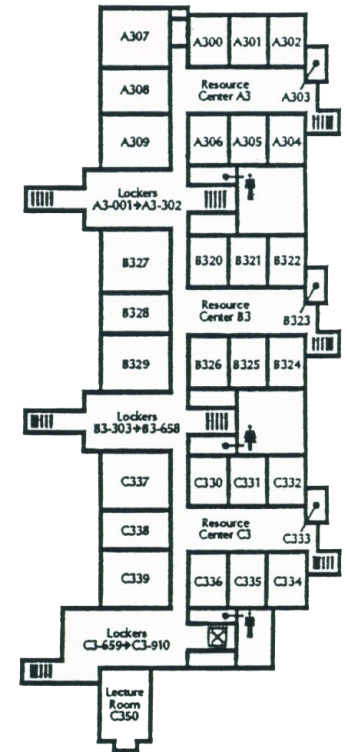 A307
A300 A301 A302
A308
Resource
Center A3
A303
A309
A306 A305 A304
Lockers
A3-001→A3-302
B327
B320 B321 B322
B328
Resource
Center B3
B323
B329
B326 B325 B324
Lockers
B3-303→B3-658
C337
C330 C331 C332
C338
Resource
Center C3
C333
C339
C336 C335 C334
Lockers
C3-659→C3-910
Lecture
Room
C350